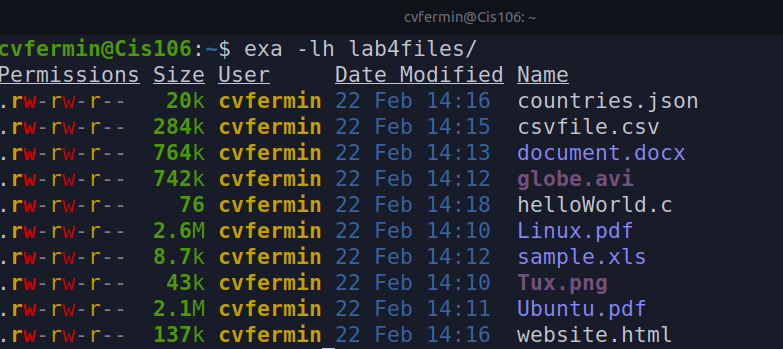 cvfermin@Cis106: ~
cvfermin@Cis106:~$ exa -lh lab4files/
Permissions Size User     Date Modified Name
.rw-rw-r--   20k cvfermin 22 Feb 14:16  countries.json
.rw-rw-r--  284k cvfermin 22 Feb 14:15  csvfile.csv
.rw-rw-r--  764k cvfermin 22 Feb 14:13  document.docx
.rw-rw-r--  742k cvfermin 22 Feb 14:12  globe.avi
.rw-rw-r--    76 cvfermin 22 Feb 14:18  helloWorld.c
.rw-rw-r--  2.6M cvfermin 22 Feb 14:10  Linux.pdf
.rw-rw-r--  8.7k cvfermin 22 Feb 14:12  sample.xls
.rw-rw-r--   43k cvfermin 22 Feb 14:10  Tux.png
.rw-rw-r--  2.1M cvfermin 22 Feb 14:11  Ubuntu.pdf
.rw-rw-r--  137k cvfermin 22 Feb 14:16  website.html